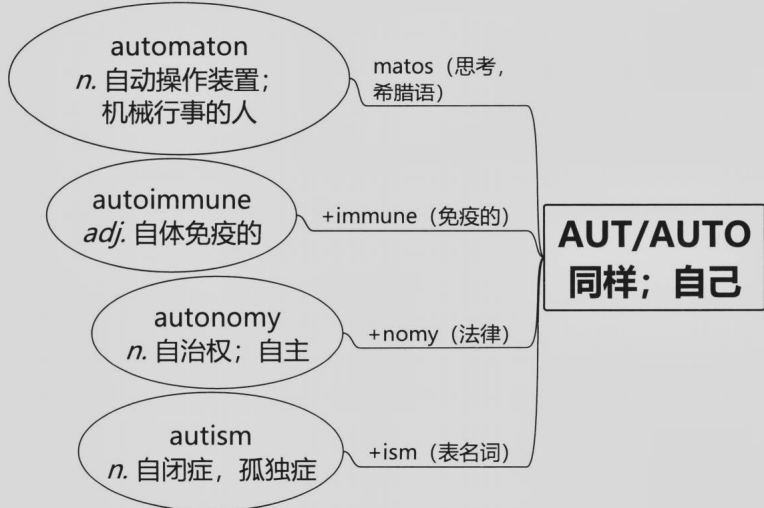 automaton
n. 自动操作装置；
机械行事的人
matos（思考，
希腊语）
autoimmune
adj. 自体免疫的
+immune（免疫的）
AUT/AUTO
同样；自己
autonomy
n. 自治权；自主
+nomy（法律）
autism
n. 自闭症，孤独症
+ism（表名词）